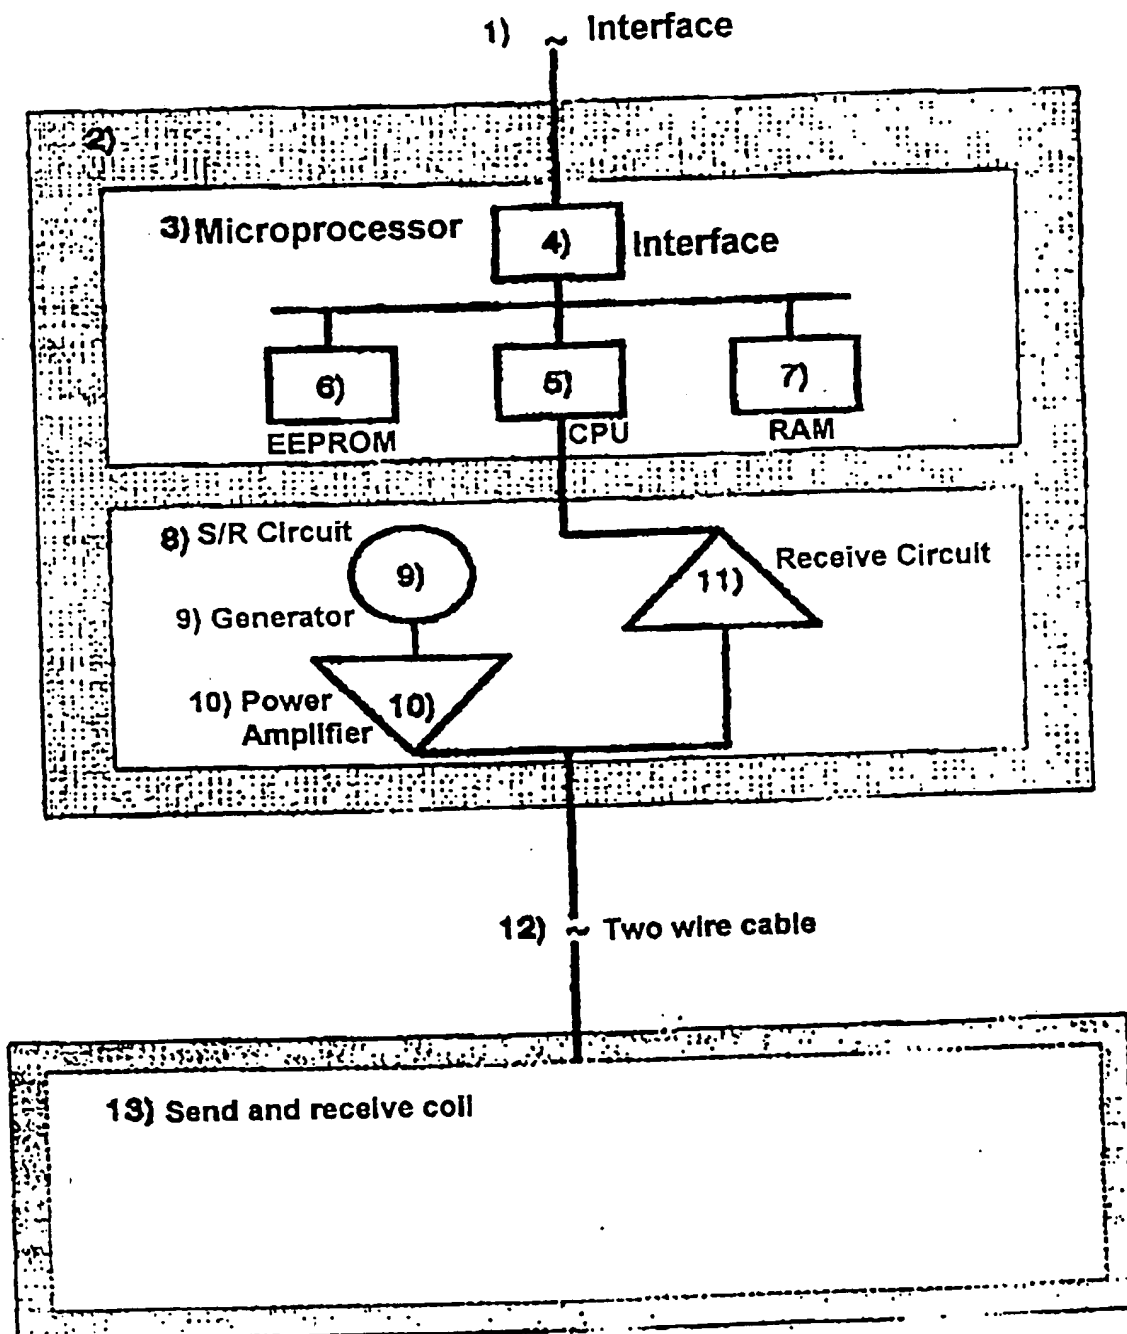 1) ~ Interface
2)
3) Microprocessor
4)
Interface
6)
5)
7)
EEPROM
CPU
RAM
8) S/R Circuit
9)
11)
Receive Circuit
9) Generator
10) Power
Amplifier
10)
12) ~ Two wire cable
13) Send and receive coil